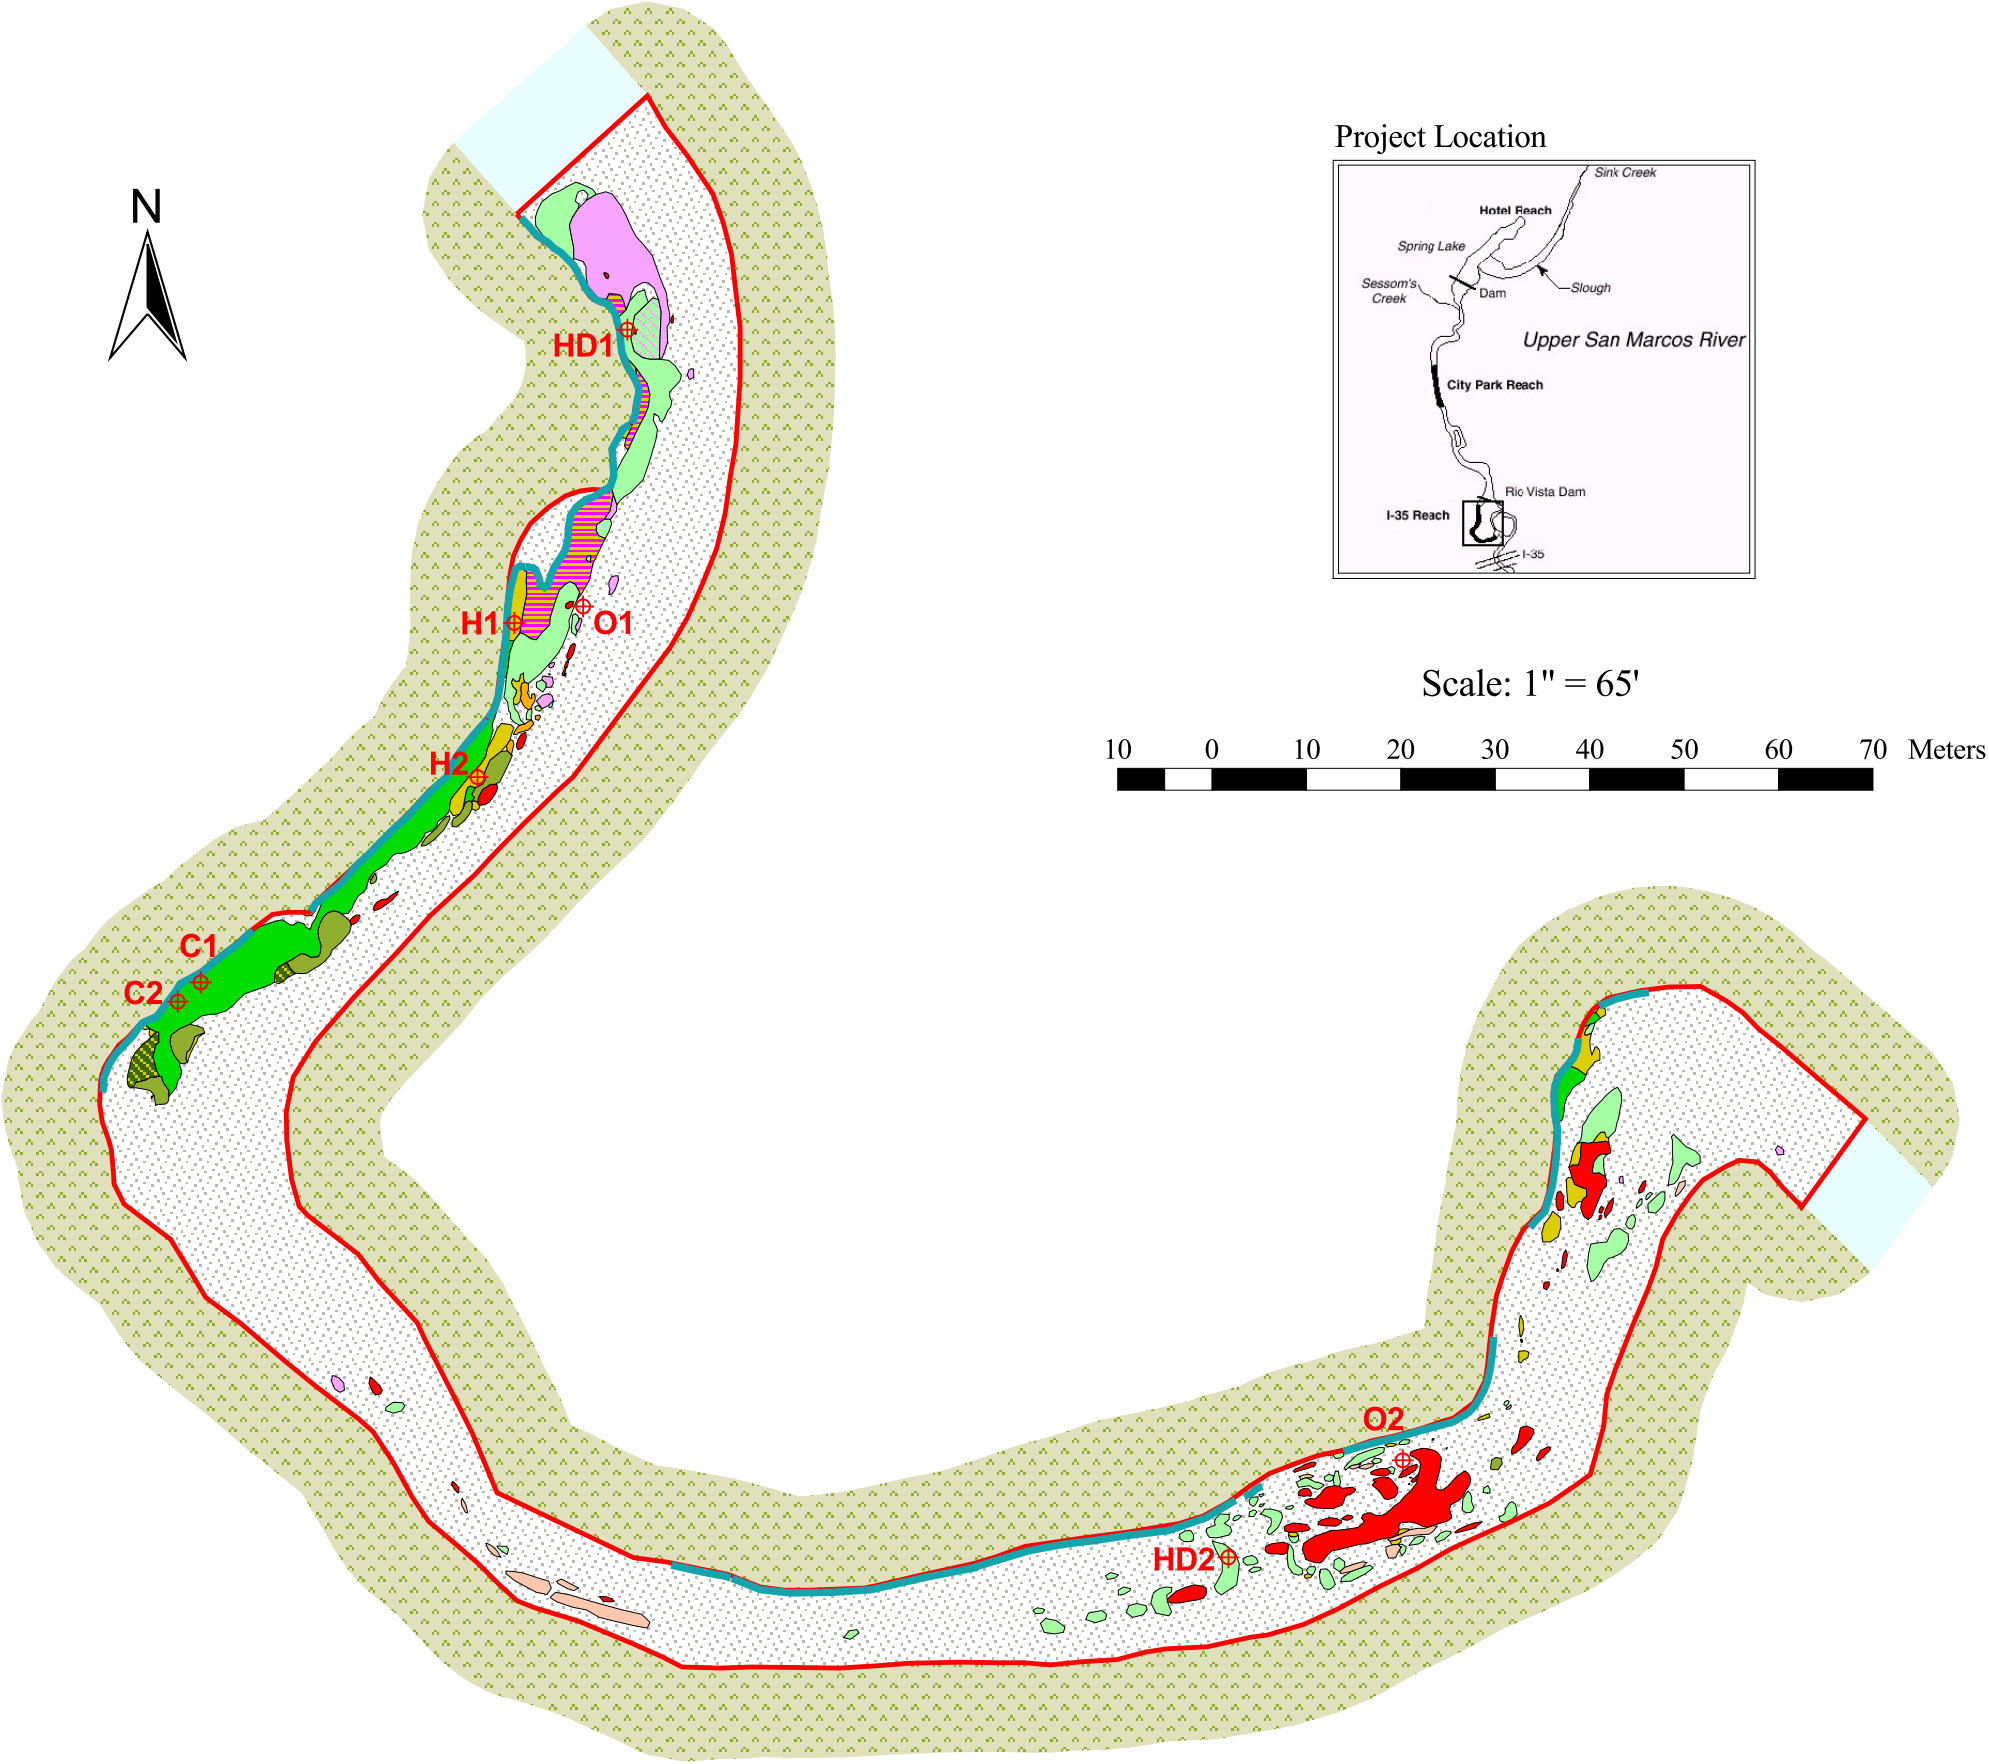 N
Project Location
Sink Creek
Hotel Reach
Spring Lake
Sessom's
Creek
Dam
Slough
Upper San Marcos River
City Park Reach
Rio Vista Dam
I-35 Reach
I-35
HD1
H1
O1
Scale: 1" = 65'
10 0 10 20 30 40 50 60 70 Meters
H2
C1
C2
O2
HD2